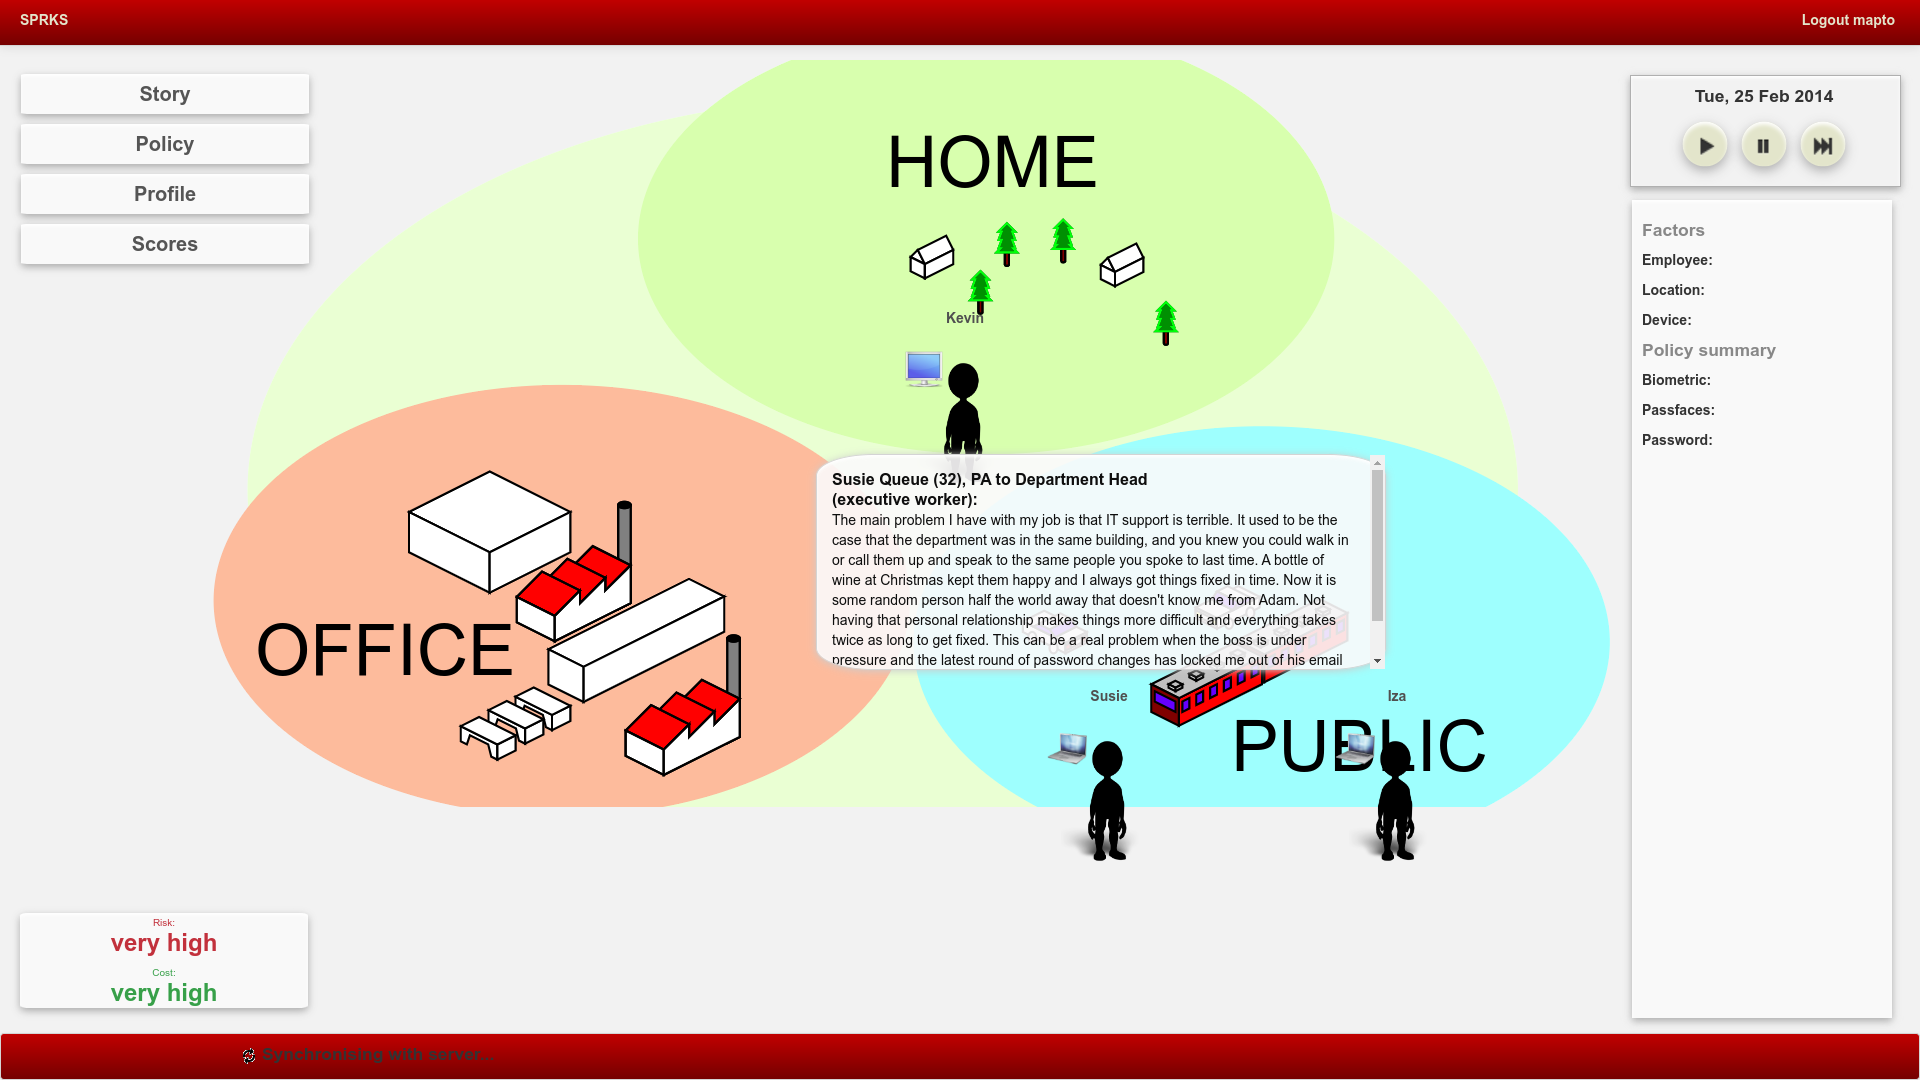 SPRKS
Logout mapto
Story
Policy
Profile
Scores
HOME
Kevin
OFFICE
Susie Queue (32), PA to Department Head
(executive worker):
The main problem I have with my job is that IT support is terrible. It used to be the
case that the department was in the same building, and you knew you could walk in
or call them up and speak to the same people you spoke to last time. A bottle of
wine at Christmas kept them happy and I always got things fixed in time. Now it is
some random person half the world away that doesn't know me from Adam. Not
having that personal relationship makes things more difficult and everything takes
twice as long to get fixed. This can be a real problem when the boss is under
pressure and the latest round of password changes has locked me out of his email
Susie
Iza
PUBLIC
Tue, 25 Feb 2014
Factors
Employee:
Location:
Device:
Policy summary
Biometric:
Passfaces:
Password:
Risk:
very high
Cost:
very high
Synchronising with server...